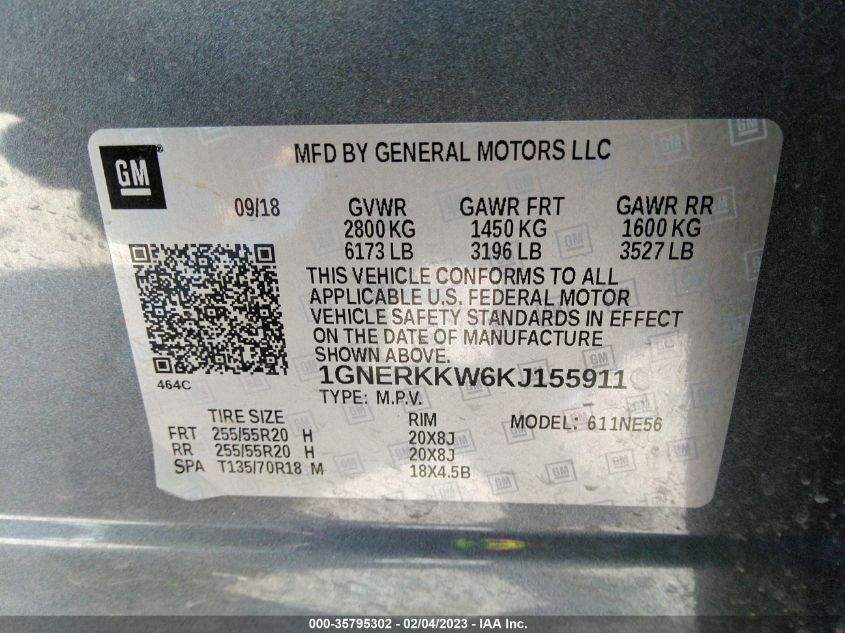 GM
MFD BY GENERAL MOTORS LLC
09/18 GVWR GAWR FRT GAWR RR
2800 KG 1450 KG 1600 KG
6173 LB 3196 LB 3527 LB
THIS VEHICLE CONFORMS TO ALL
APPLICABLE U.S. FEDERAL MOTOR
VEHICLE SAFETY STANDARDS IN EFFECT
ON THE DATE OF MANUFACTURE
SHOWN ABOVE.
464C
1GNERKKW6KJ155911
TYPE: M.P.V.
TIRE SIZE RIM MODEL: 611NE56
FRT 255/55R20 H 20X8J
RR 255/55R20 H 20X8J
SPA T135/70R18 M 18X4.5B
000-35795302 - 02/04/2023 - © IAA Inc.